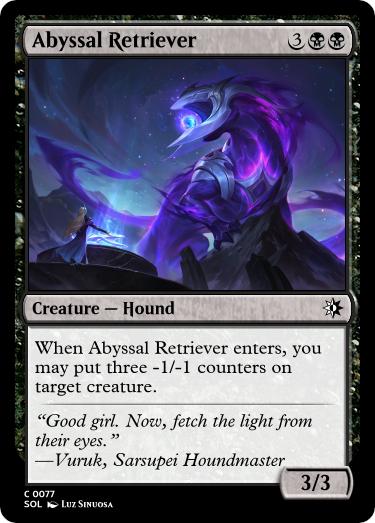 Abyssal Retriever 3
Creature — Hound
When Abyssal Retriever enters, you
may put three -1/-1 counters on
target creature.
“Good girl. Now, fetch the light from
their eyes.”
—Vuruk, Sarsupei Houndmaster
3/3
C 0077
SOL Luz Sinuosa